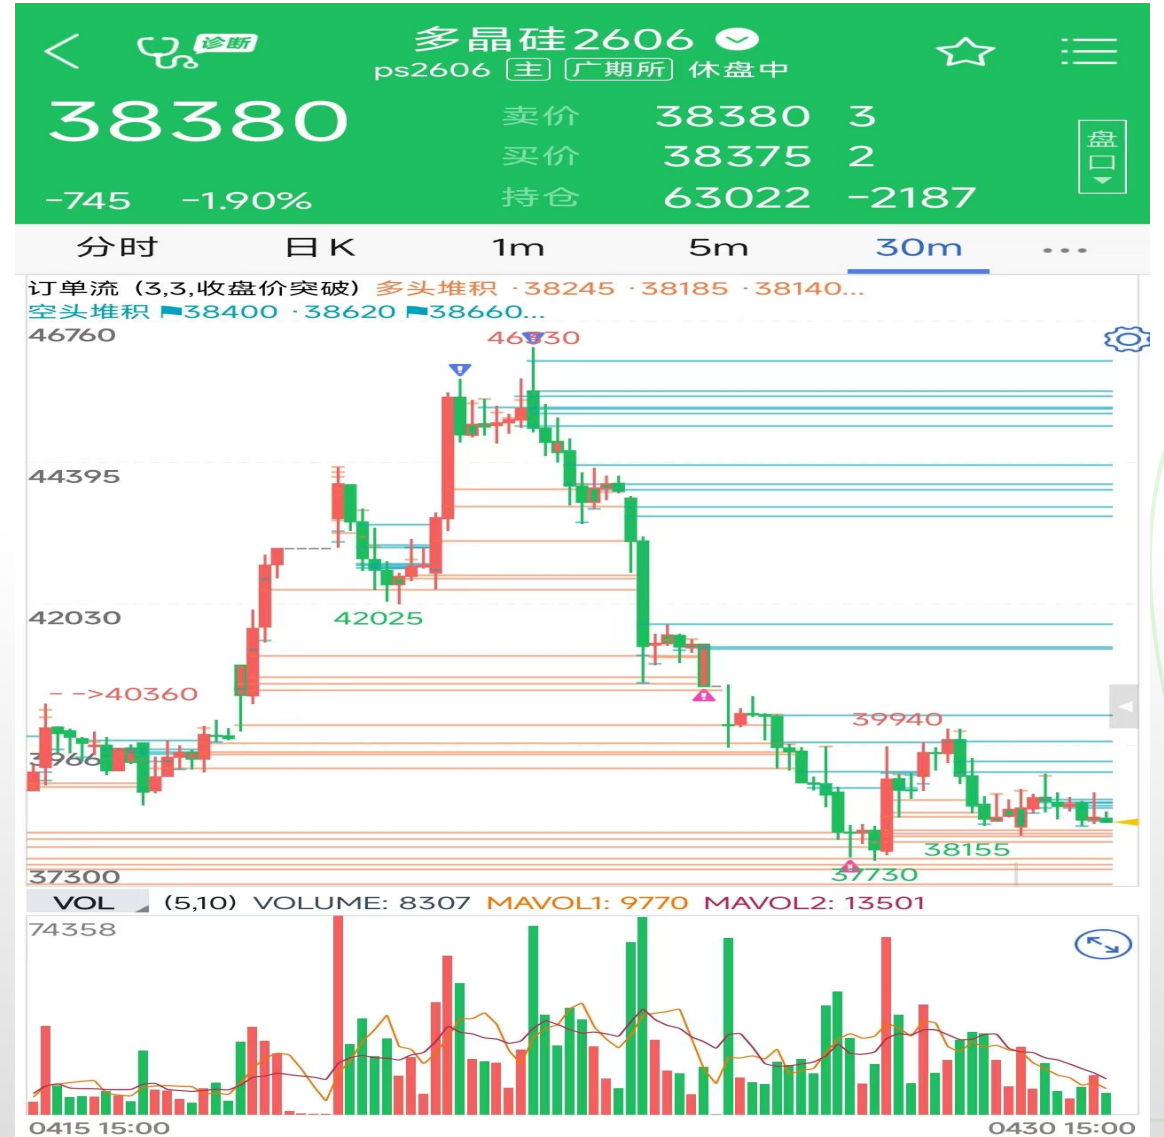 诊断
多晶硅2606
ps2606 主 广期所 休盘中
38380
卖价 38380 3
买价 38375 2
盘口
-745 -1.90%
持仓 63022 -2187
分时 日K 1m 5m 30m
订单流 (3,3,收盘价突破) 多头堆积 ·38245 ·38185 ·38140...
空头堆积 38400 ·38620 38660...
46760
44395
42030
42025
-->40360
39940
38155
37730
37300
VOL (5,10) VOLUME: 8307 MAVOL1: 9770 MAVOL2: 13501
74358
0415 15:00 0430 15:00